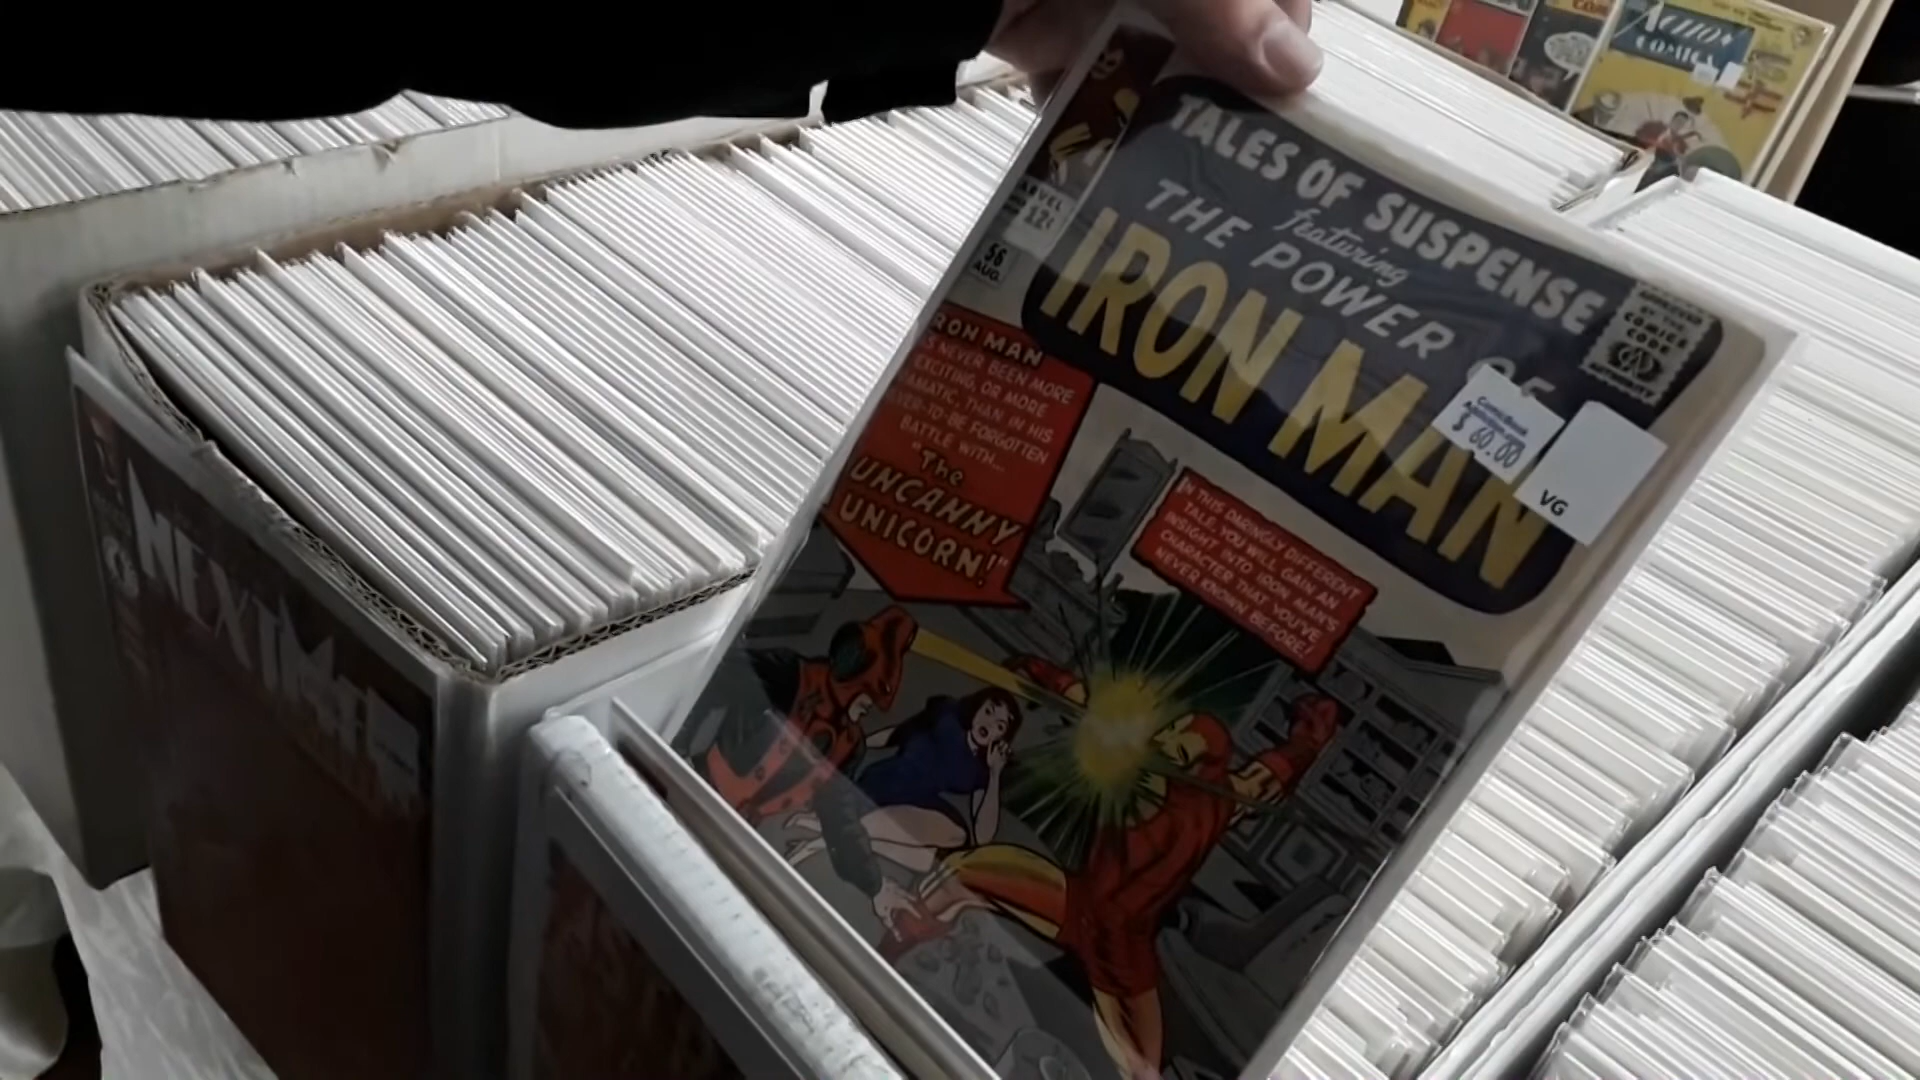 ACTION
COMICS
TALES OF SUSPENSE
featuring
THE POWER OF
IRON MAN
MARVEL
12¢
56
AUG.
APPROVED
BY THE
COMICS
CODE
AUTHORITY
CA
$ 60.00
VG
IRON MAN
IS NEVER BEEN MORE
EXCITING, OR MORE
DRAMATIC, THAN IN HIS
NEVER-TO-BE FORGOTTEN
BATTLE WITH...
"The
UNCANNY
UNICORN!"
IN THIS DARINGLY DIFFERENT
TALE, YOU WILL GAIN AN
INSIGHT INTO IRON MAN'S
CHARACTER THAT YOU'VE
NEVER KNOWN BEFORE!
NEXT MEN